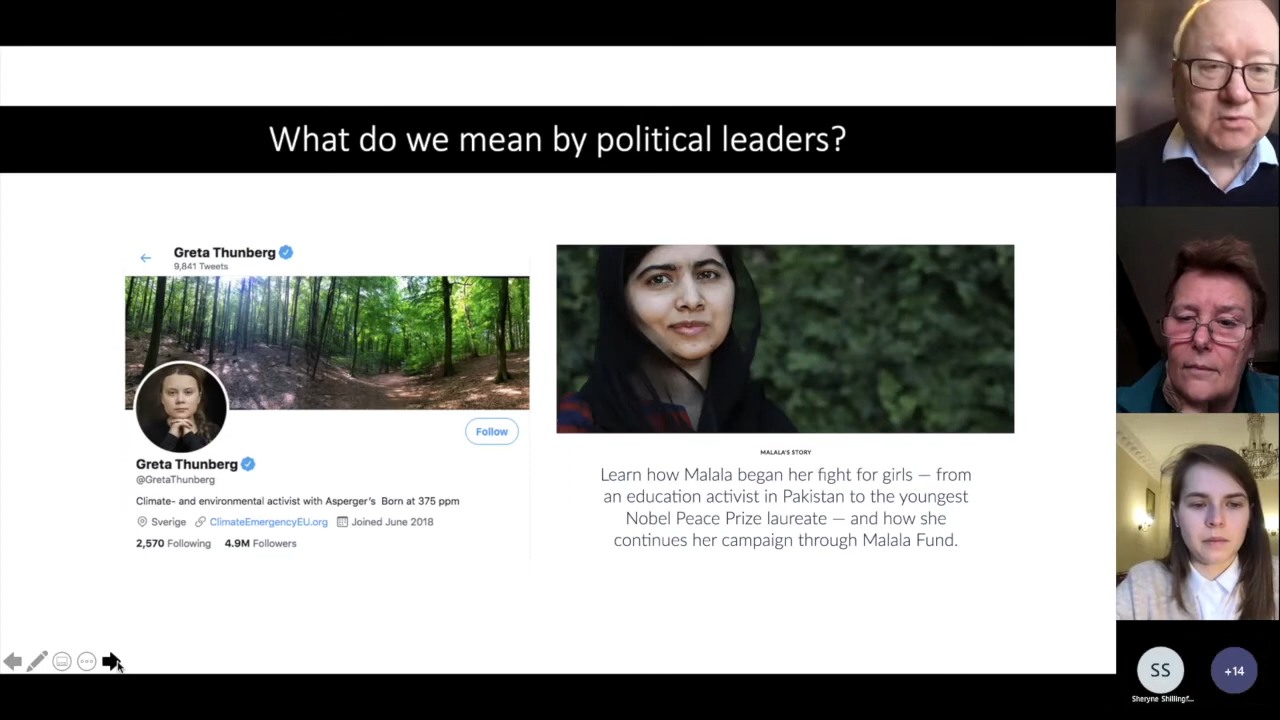 What do we mean by political leaders?
Greta Thunberg
9,841 Tweets
Follow
Greta Thunberg
@GretaThunberg
Climate- and environmental activist with Asperger's Born at 375 ppm
Sverige ClimateEmergencyEU.org Joined June 2018
2,570 Following 4.9M Followers
MALALA'S STORY
Learn how Malala began her fight for girls — from
an education activist in Pakistan to the youngest
Nobel Peace Prize laureate — and how she
continues her campaign through Malala Fund.
SS
+14
Sheryne Shillingf...